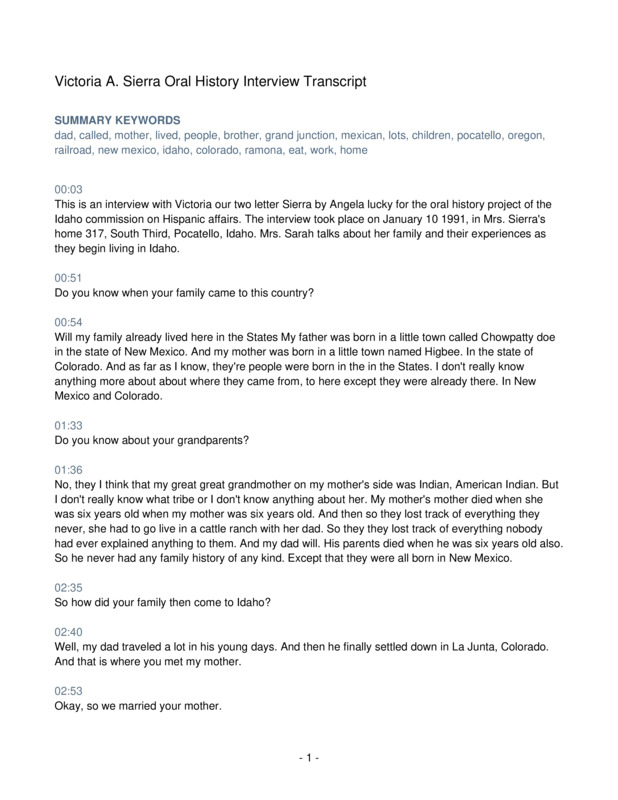 Victoria A. Sierra Oral History Interview Transcript
SUMMARY KEYWORDS
dad, called, mother, lived, people, brother, grand junction, mexican, lots, children, pocatello, oregon,
railroad, new mexico, idaho, colorado, ramona, eat, work, home
00:03
This is an interview with Victoria our two letter Sierra by Angela lucky for the oral history project of the
Idaho commission on Hispanic affairs. The interview took place on January 10 1991, in Mrs. Sierra's
home 317, South Third, Pocatello, Idaho. Mrs. Sarah talks about her family and their experiences as
they begin living in Idaho.
00:51
Do you know when your family came to this country?
00:54
Will my family already lived here in the States My father was born in a little town called Chowpatty doe
in the state of New Mexico. And my mother was born in a little town named Higbee. In the state of
Colorado. And as far as I know, they're people were born in the in the States. I don't really know
anything more about about where they came from, to here except they were already there. In New
Mexico and Colorado.
01:33
Do you know about your grandparents?
01:36
No, they I think that my great great grandmother on my mother's side was Indian, American Indian. But
I don't really know what tribe or I don't know anything about her. My mother's mother died when she
was six years old when my mother was six years old. And then so they lost track of everything they
never, she had to go live in a cattle ranch with her dad. So they they lost track of everything nobody
had ever explained anything to them. And my dad will. His parents died when he was six years old also.
So he never had any family history of any kind. Except that they were all born in New Mexico.
02:35
So how did your family then come to Idaho?
02:40
Well, my dad traveled a lot in his young days. And then he finally settled down in La Junta, Colorado.
And that is where you met my mother.
02:53
Okay, so we married your mother.
- 1 -